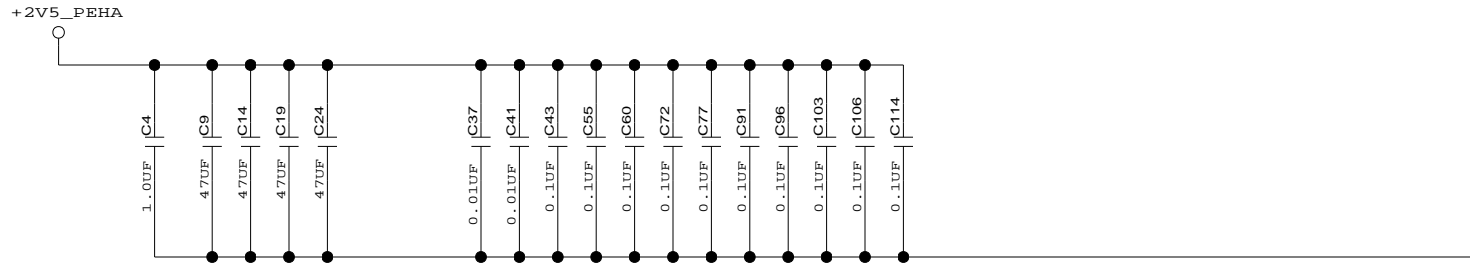 +2V5_PEHA
C4
1.0UF
C9
47UF
C14
47UF
C19
47UF
C24
47UF
C37
0.01UF
C41
0.01UF
C43
0.1UF
C55
0.1UF
C60
0.1UF
C72
0.1UF
C77
0.1UF
C91
0.1UF
C96
0.1UF
C103
0.1UF
C106
0.1UF
C114
0.1UF